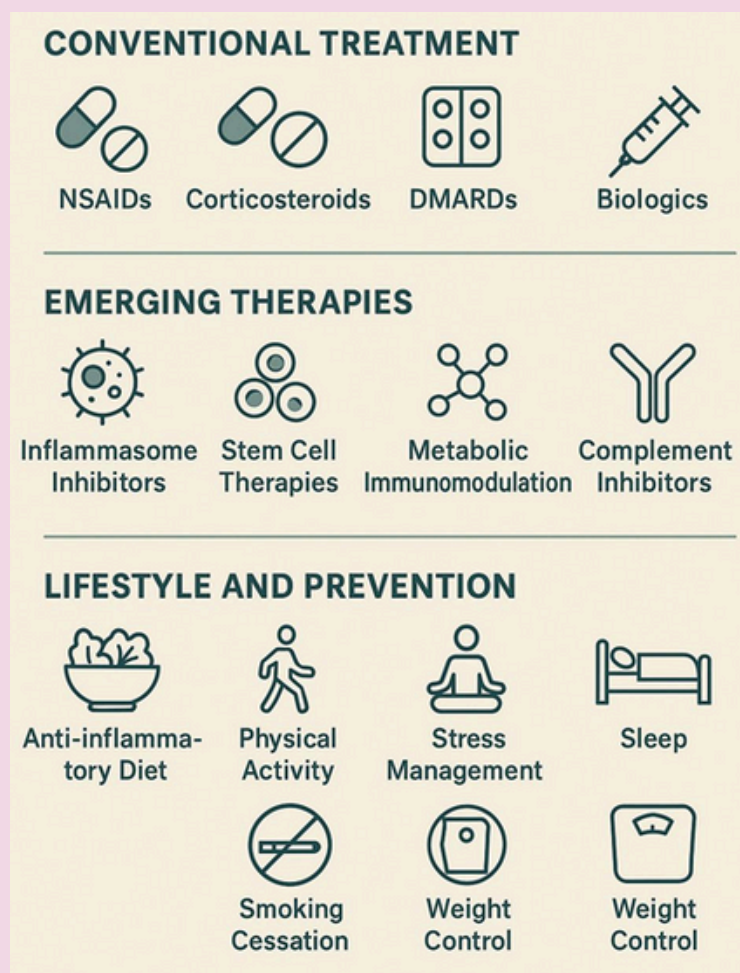 CONVENTIONAL TREATMENT
NSAIDs
Corticosteroids
DMARDs
Biologics
EMERGING THERAPIES
Inflammasome
Inhibitors
Stem Cell
Therapies
Metabolic
Immunomodulation
Complement
Inhibitors
LIFESTYLE AND PREVENTION
Anti-inflamma-
tory Diet
Physical
Activity
Stress
Management
Sleep
Smoking
Cessation
Weight
Control
Weight
Control